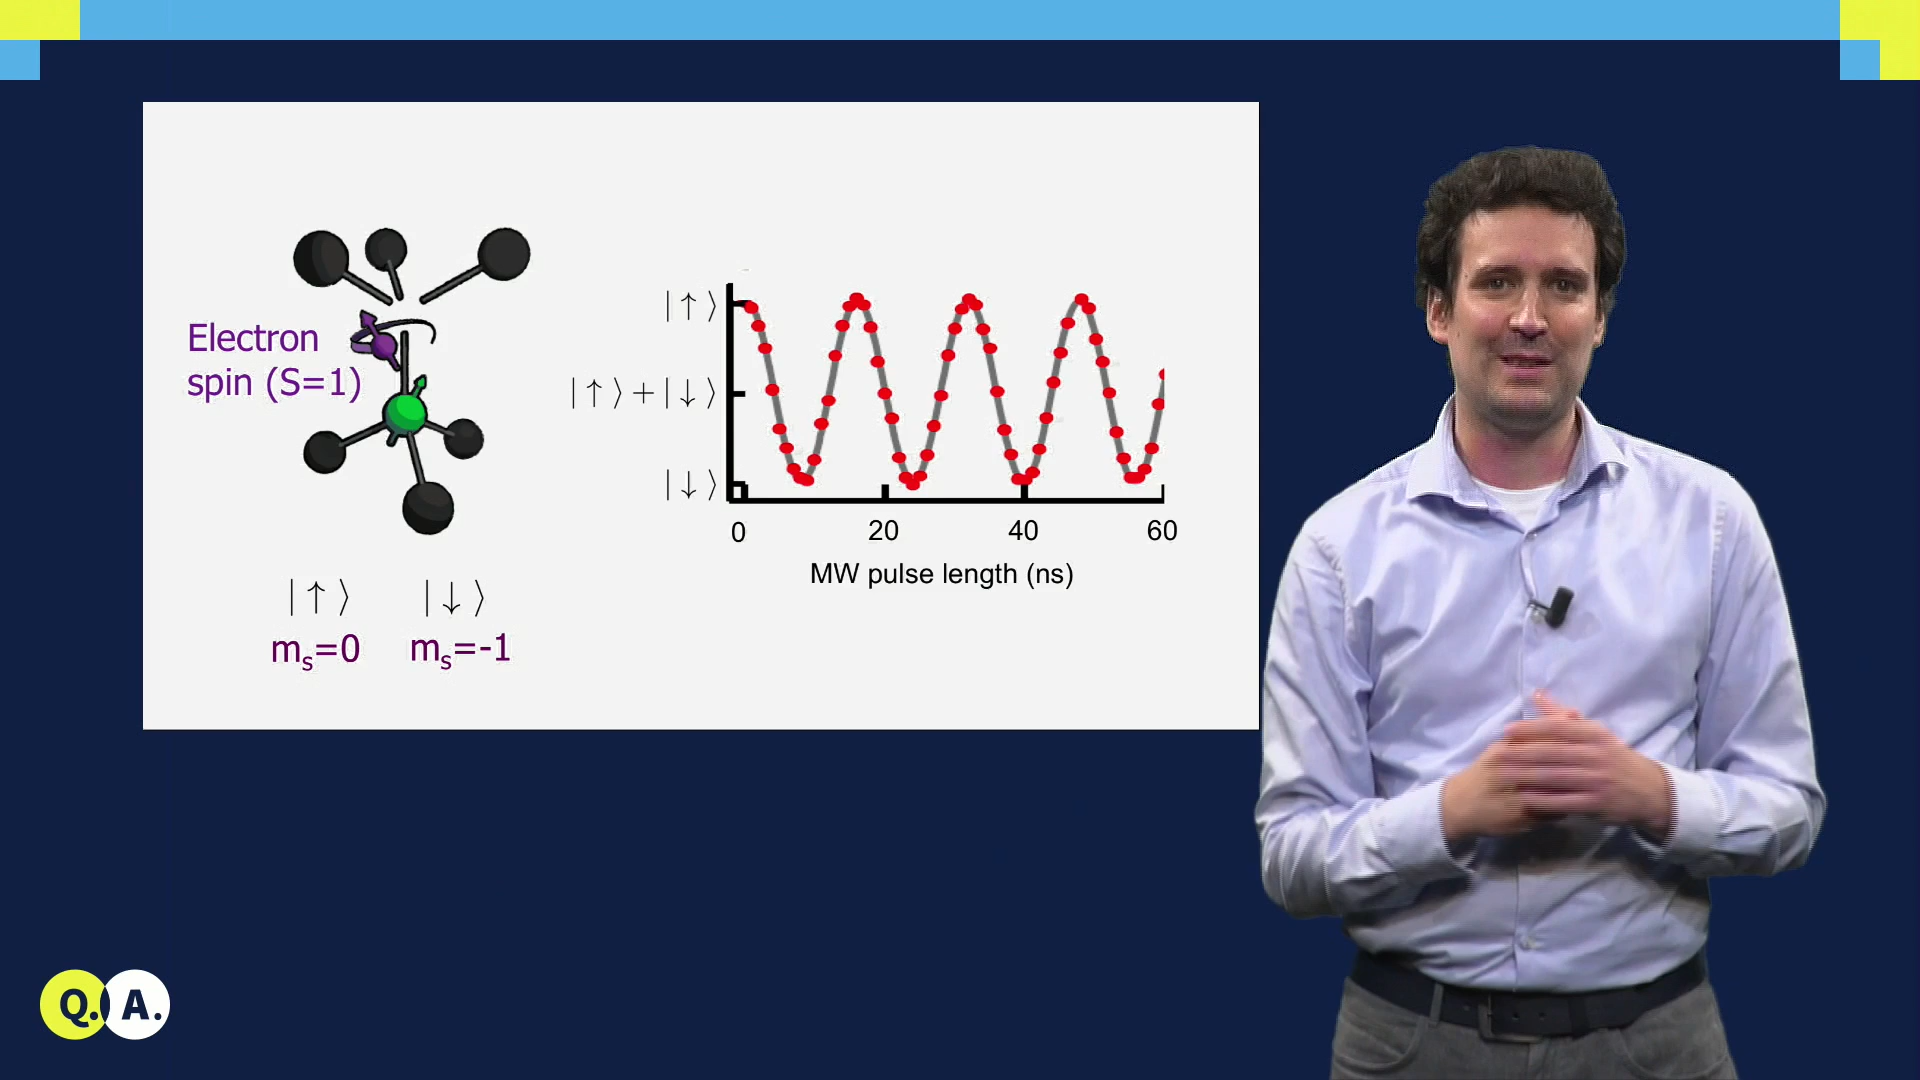 Electron
spin (S=1)
|↑⟩
|↓⟩
mₛ=0
mₛ=-1
|↑⟩
|↑⟩+|↓⟩
|↓⟩
0
20
40
60
MW pulse length (ns)
Q. A.